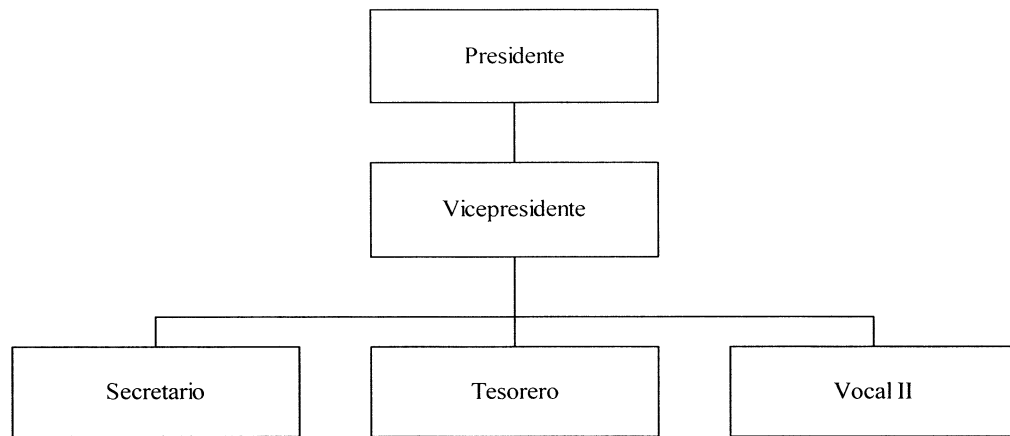 Presidente
Vicepresidente
Secretario
Tesorero
Vocal II